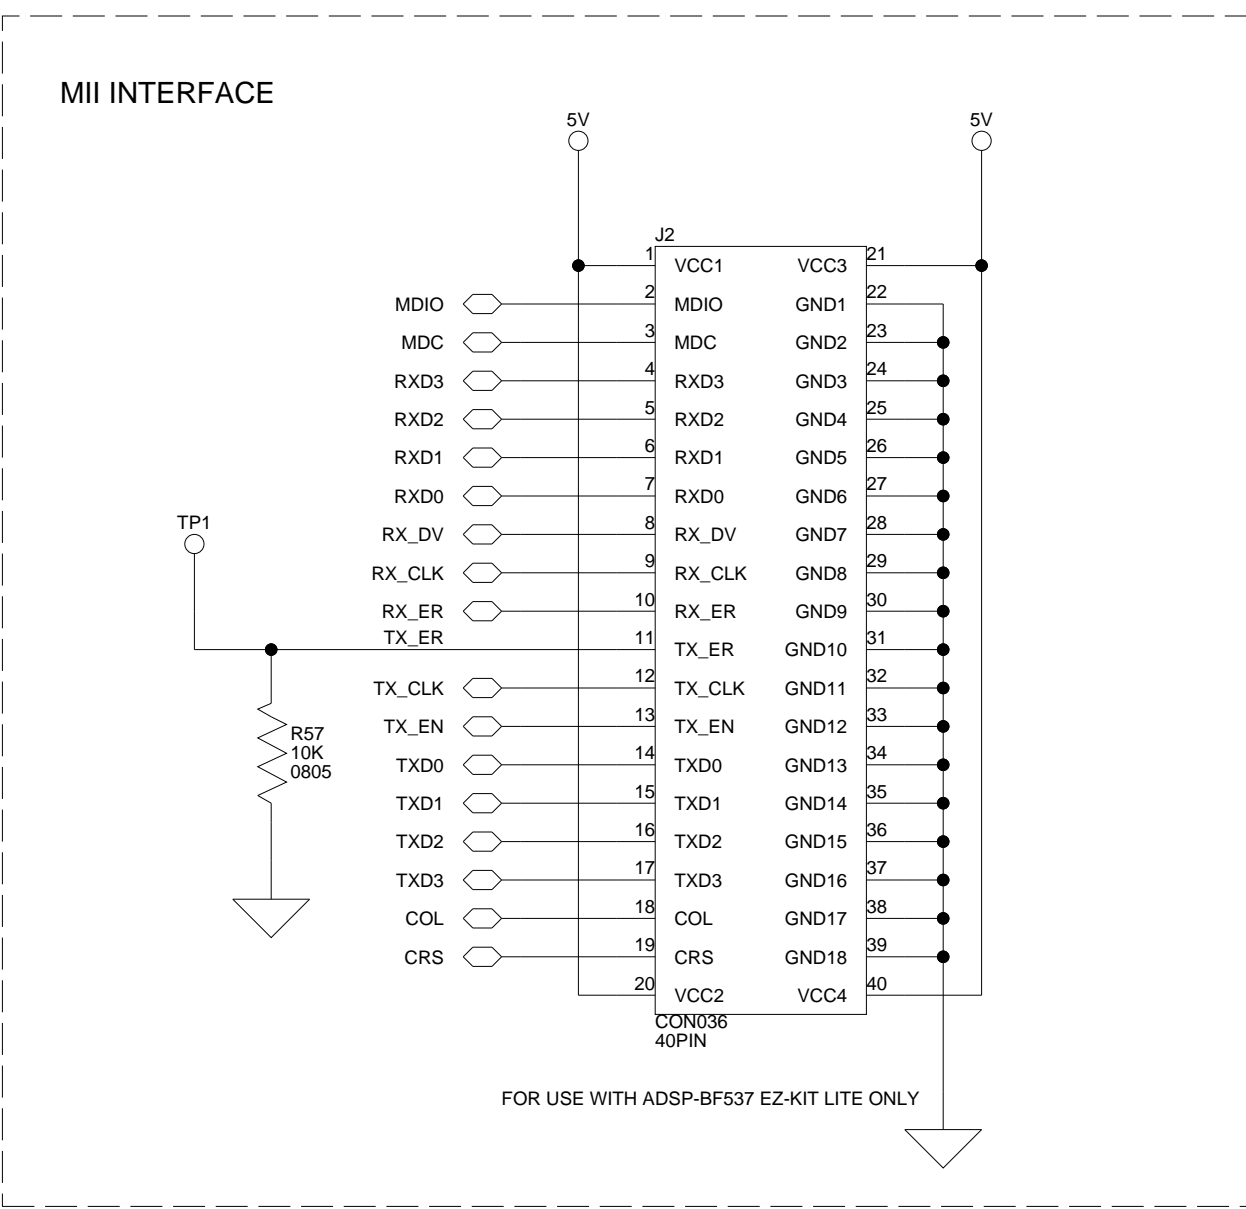 MII INTERFACE
5V
5V
J2
1 VCC1 VCC3 21
MDIO 2 MDIO GND1 22
MDC 3 MDC GND2 23
RXD3 4 RXD3 GND3 24
RXD2 5 RXD2 GND4 25
RXD1 6 RXD1 GND5 26
RXD0 7 RXD0 GND6 27
TP1
RX_DV 8 RX_DV GND7 28
RX_CLK 9 RX_CLK GND8 29
RX_ER 10 RX_ER GND9 30
TX_ER 11 TX_ER GND10 31
TX_CLK 12 TX_CLK GND11 32
TX_EN 13 TX_EN GND12 33
R57
10K
0805
TXD0 14 TXD0 GND13 34
TXD1 15 TXD1 GND14 35
TXD2 16 TXD2 GND15 36
TXD3 17 TXD3 GND16 37
COL 18 COL GND17 38
CRS 19 CRS GND18 39
20 VCC2 VCC4 40
CON036
40PIN
FOR USE WITH ADSP-BF537 EZ-KIT LITE ONLY